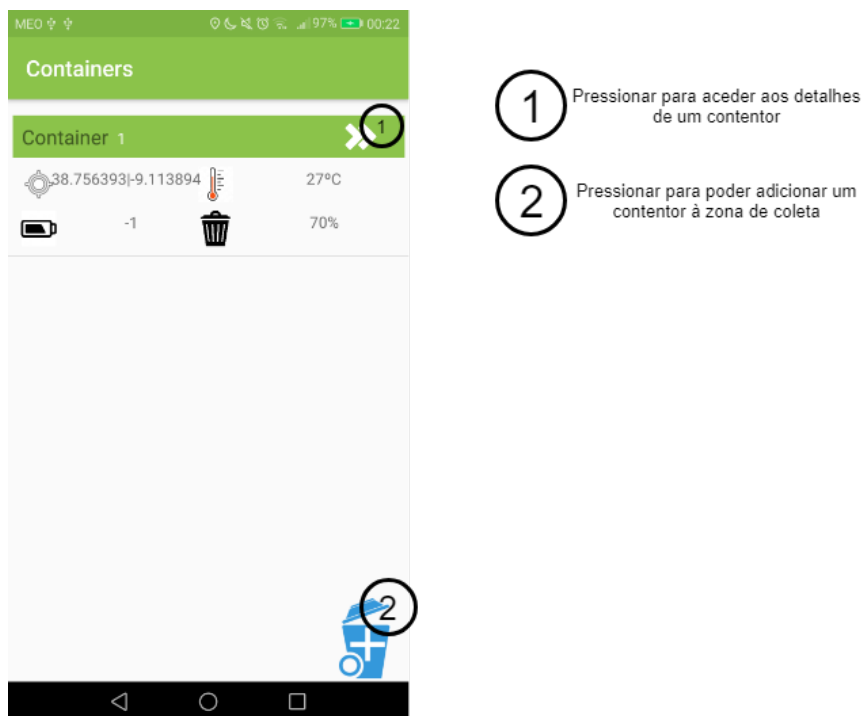 MEO 97% 00:22
Containers
Container 1
1
38.756393|-9.113894 27ºC
-1 70%
2
1 Pressionar para aceder aos detalhes
de um contentor
2 Pressionar para poder adicionar um
contentor à zona de coleta